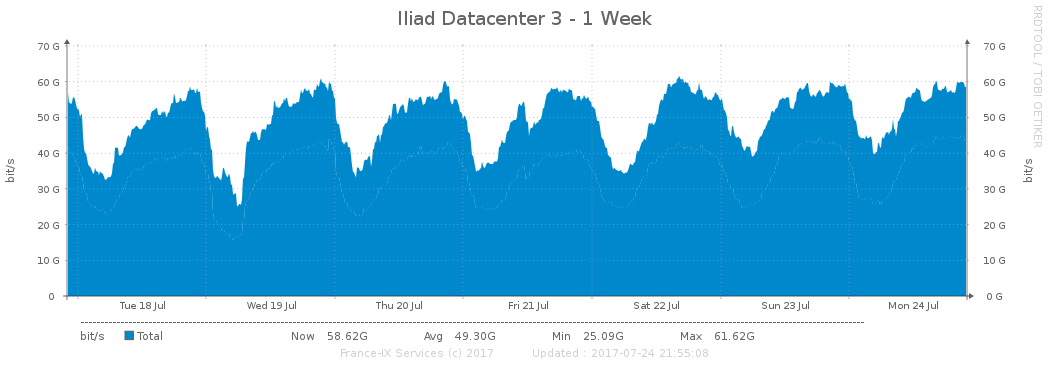 Iliad Datacenter 3 - 1 Week
RRDTOOL / TOBI OETIKER
70 G 70 G
60 G 60 G
50 G 50 G
40 G 40 G
30 G 30 G
20 G 20 G
10 G 10 G
0 0 G
bit/s bit/s
Tue 18 Jul Wed 19 Jul Thu 20 Jul Fri 21 Jul Sat 22 Jul Sun 23 Jul Mon 24 Jul
bit/s Total Now 58.62G Avg 49.30G Min 25.09G Max 61.62G
France-IX Services (c) 2017 Updated : 2017-07-24 21:55:08